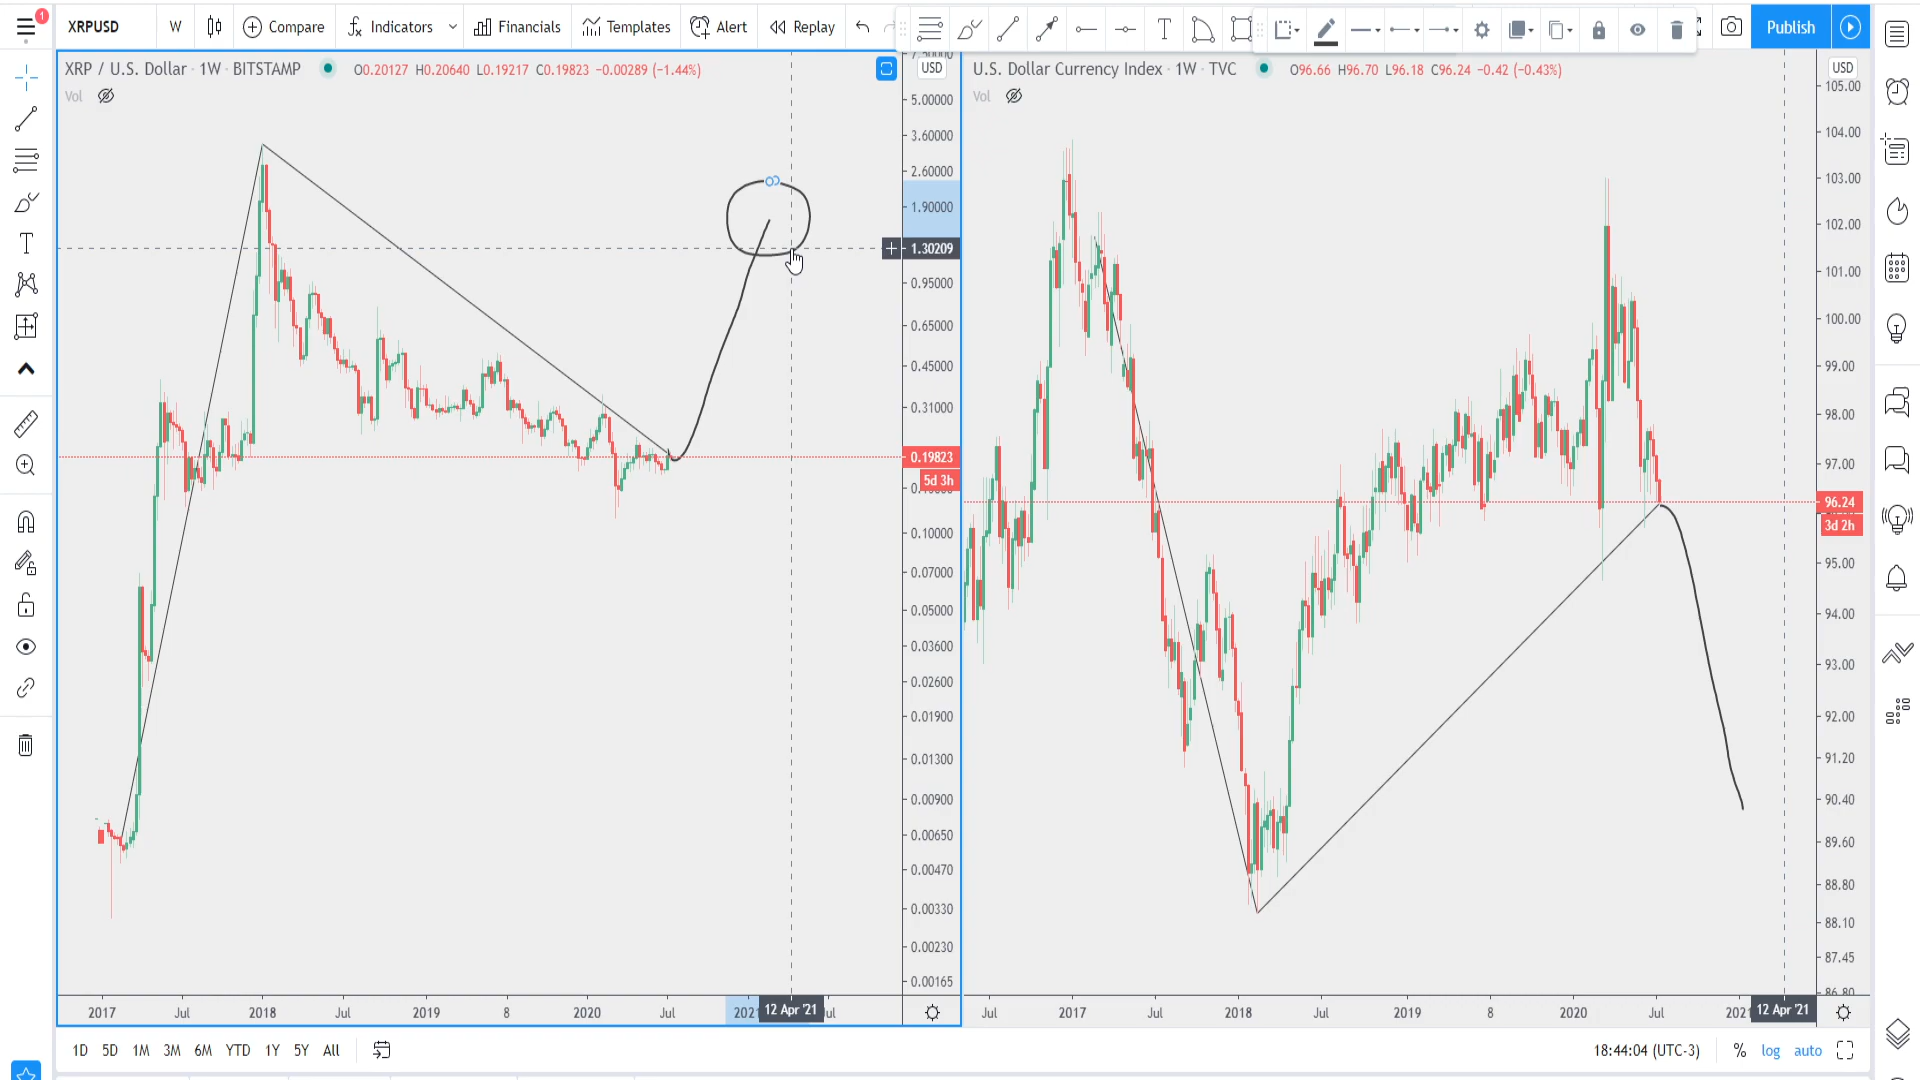 1
XRPUSD
W
Compare
Indicators
Financials
Templates
Alert
Replay
Publish
XRP / U.S. Dollar · 1W · BITSTAMP
O0.20127 H0.20640 L0.19217 C0.19823 −0.00289 (−1.44%)
Vol
USD
5.00000
3.60000
2.60000
1.90000
1.30209
0.95000
0.65000
0.45000
0.31000
0.19823
5d 3h
0.10000
0.07000
0.05000
0.03600
0.02600
0.01900
0.01300
0.00900
0.00650
0.00470
0.00330
0.00230
0.00165
2017
Jul
2018
Jul
2019
8
2020
Jul
12 Apr '21
U.S. Dollar Currency Index · 1W · TVC
O96.66 H96.70 L96.18 C96.24 −0.42 (−0.43%)
Vol
USD
105.00
104.00
103.00
102.00
101.00
100.00
99.00
98.00
97.00
96.24
3d 2h
95.00
94.00
93.00
92.00
91.20
90.40
89.60
88.80
88.10
87.45
86.80
Jul
2017
Jul
2018
Jul
2019
8
2020
Jul
2021
12 Apr '21
1D 5D 1M 3M 6M YTD 1Y 5Y All
18:44:04 (UTC-3)
%
log
auto